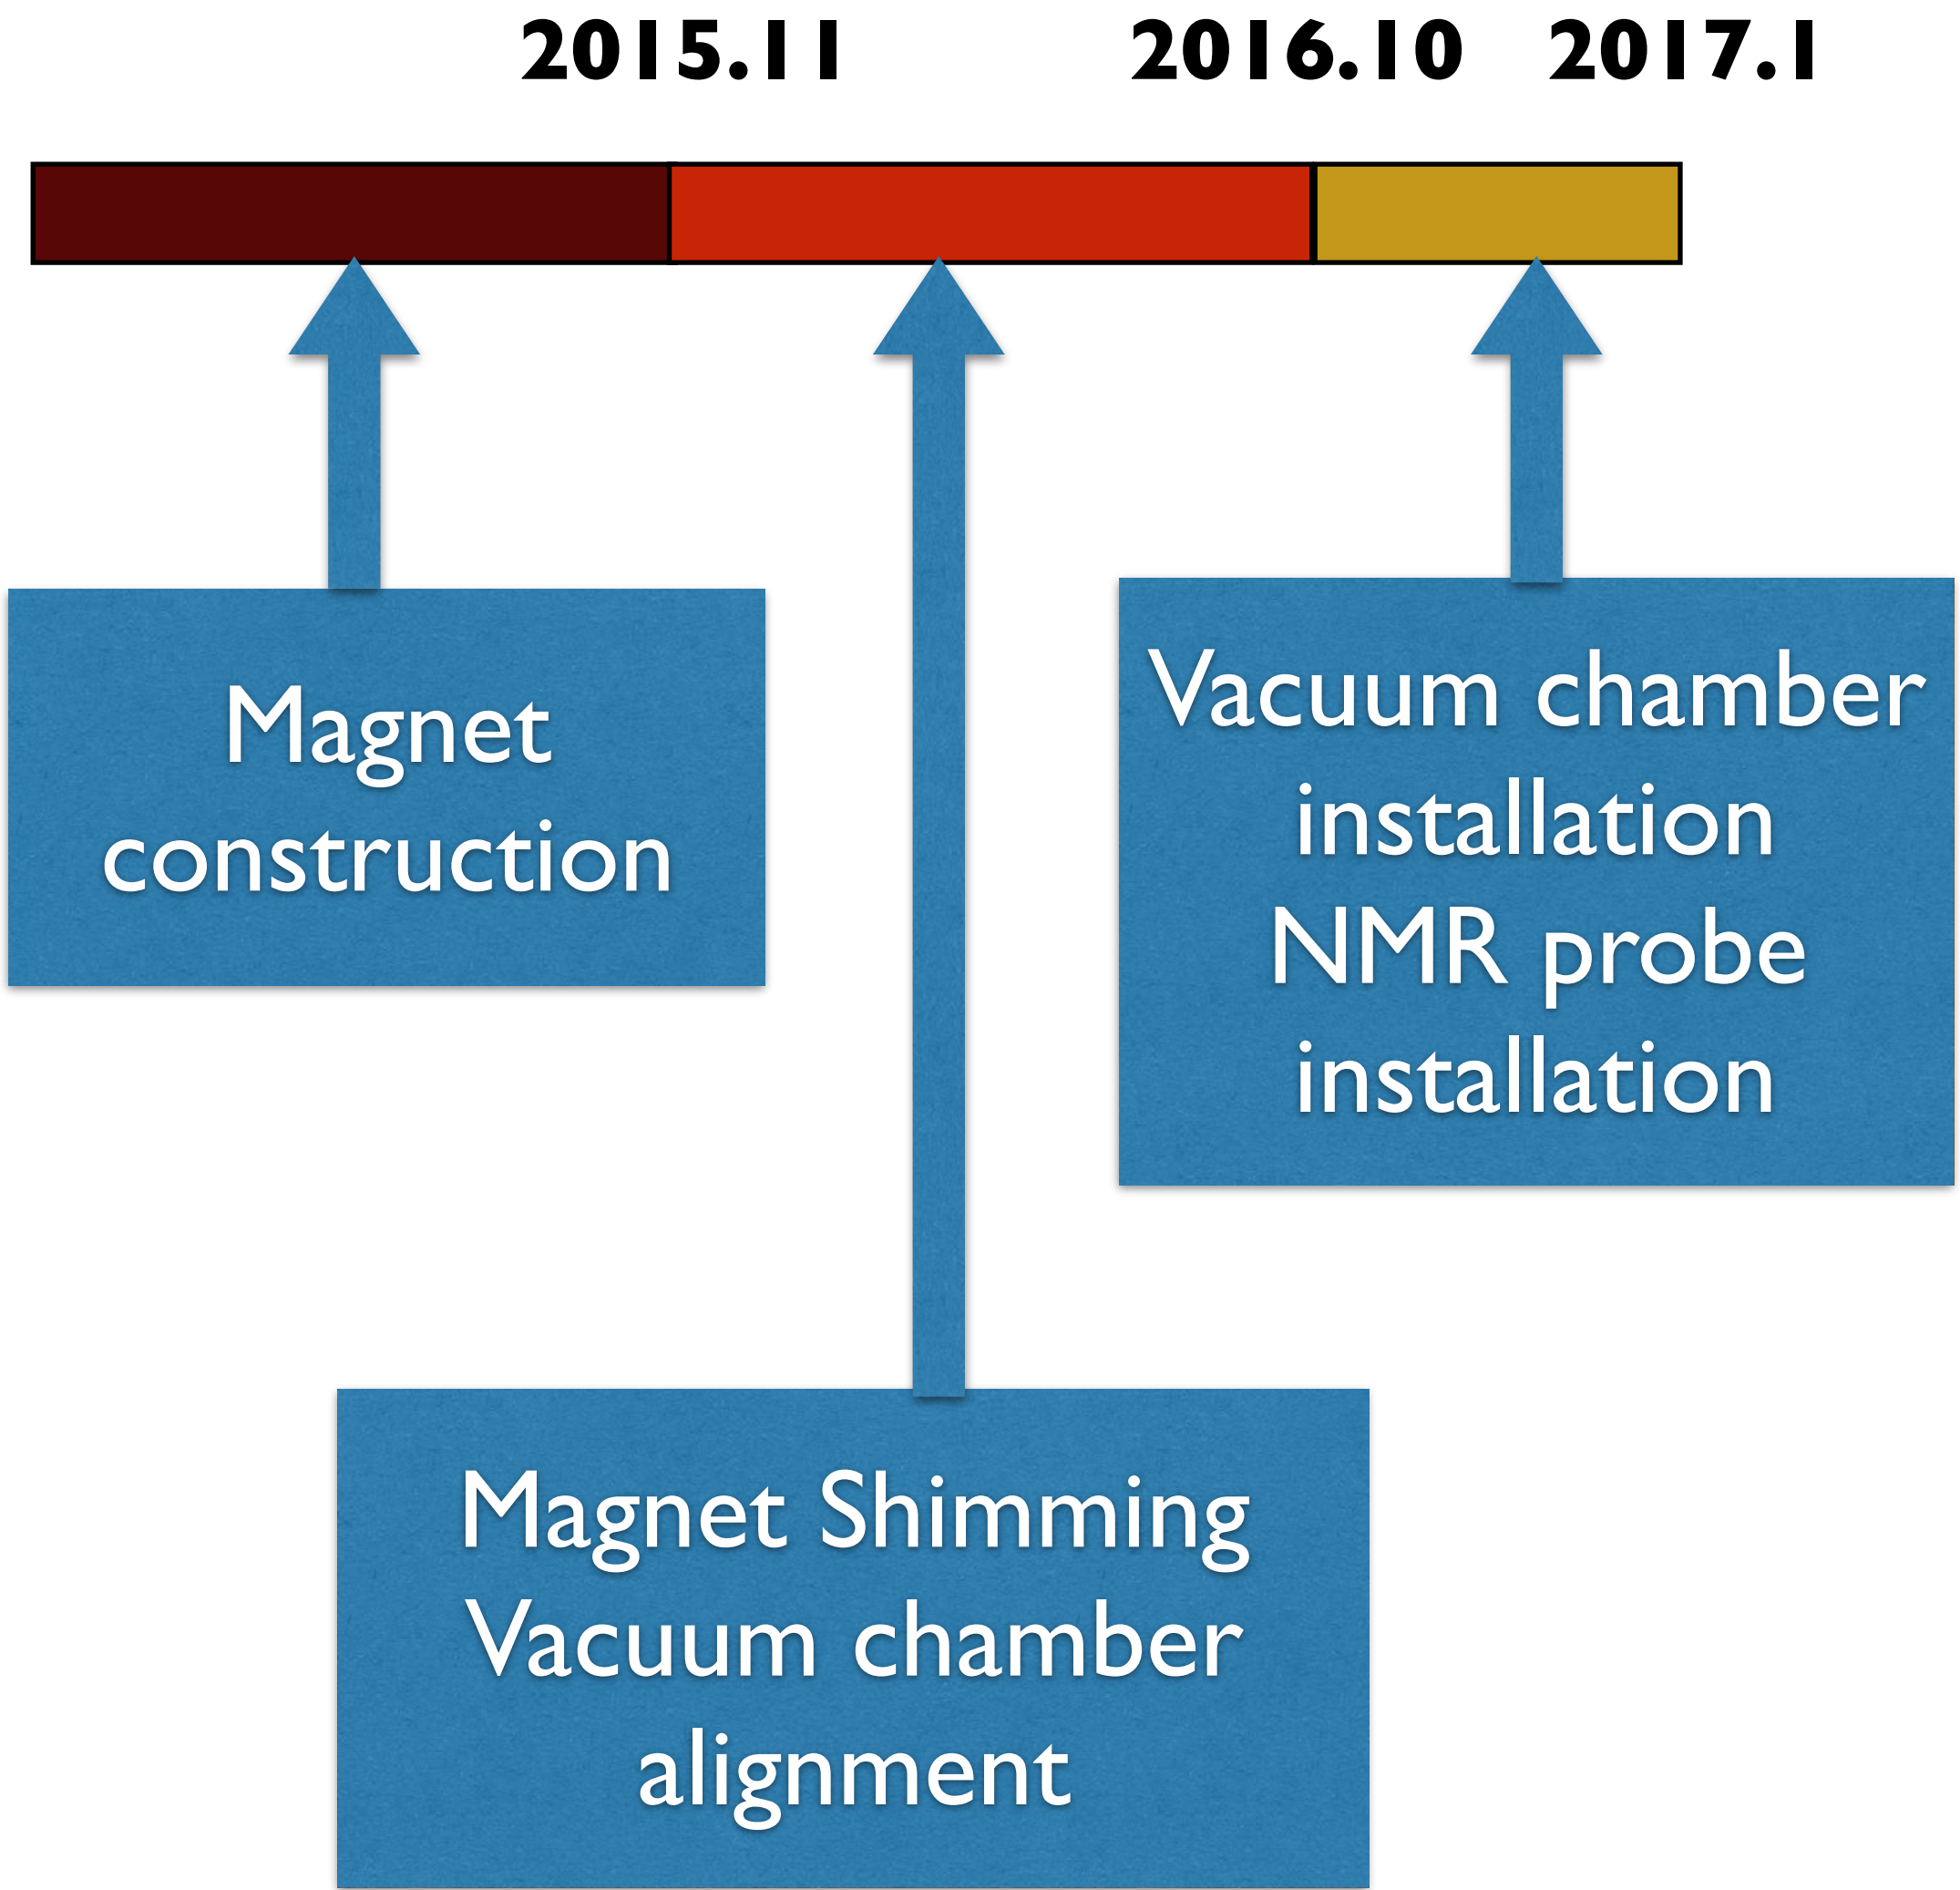 2015.11 2016.10 2017.1
Magnet
construction
Vacuum chamber
installation
NMR probe
installation
Magnet Shimming
Vacuum chamber
alignment